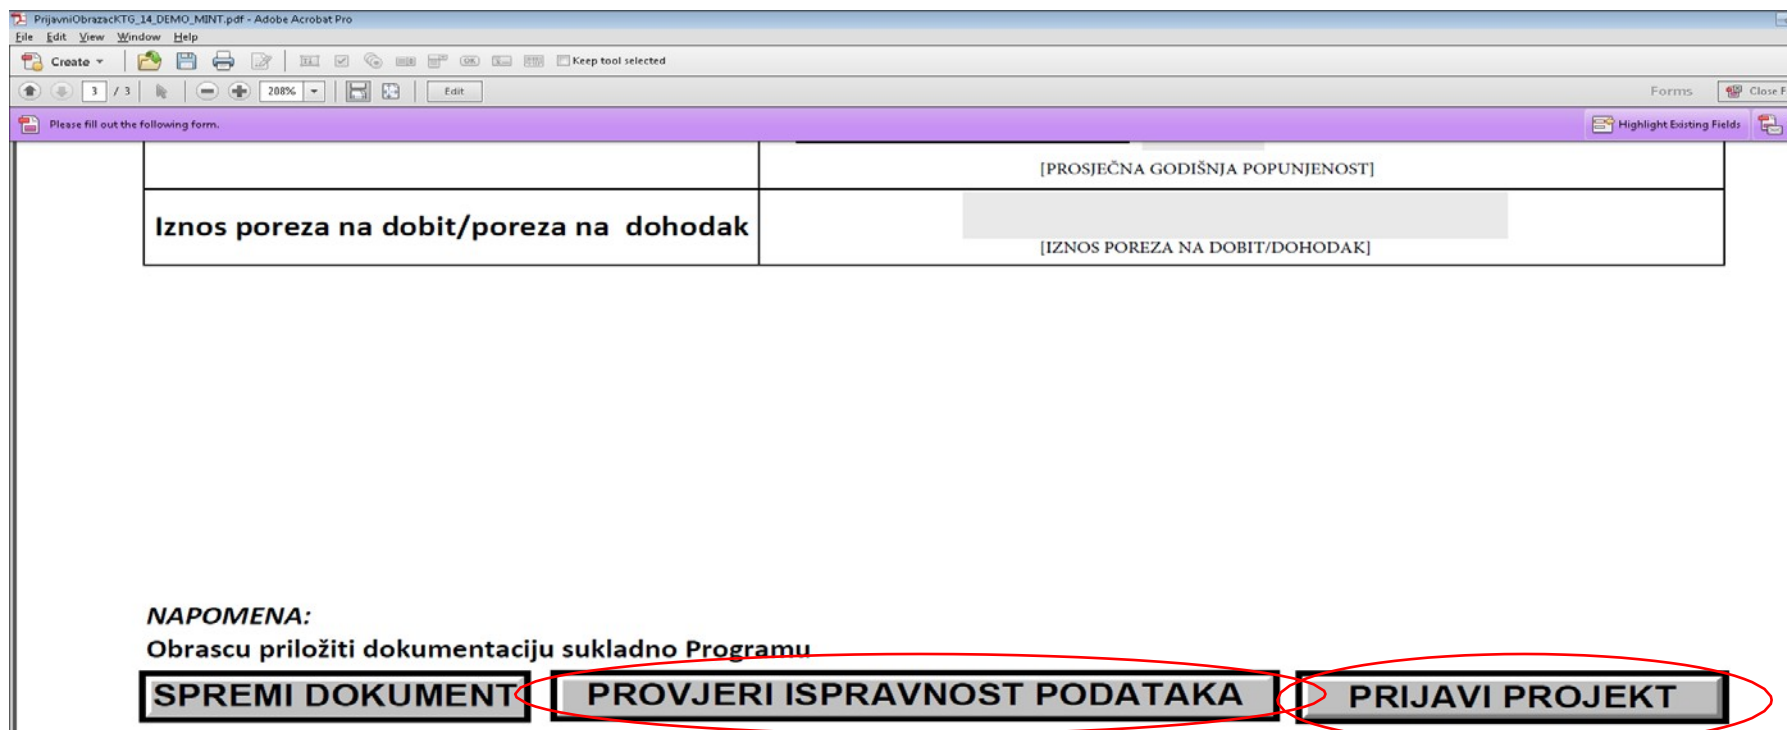 PrijavniObrazacKTG_14_DEMO_MINT.pdf - Adobe Acrobat Pro
File Edit View Window Help
Create Keep tool selected
3 / 3 208% Edit Forms Close F
Please fill out the following form. Highlight Existing Fields
[PROSJEČNA GODIŠNJA POPUNJENOST]
Iznos poreza na dobit/poreza na dohodak
[IZNOS POREZA NA DOBIT/DOHODAK]
NAPOMENA:
Obrascu priložiti dokumentaciju sukladno Programu
SPREMI DOKUMENT PROVJERI ISPRAVNOST PODATAKA PRIJAVI PROJEKT